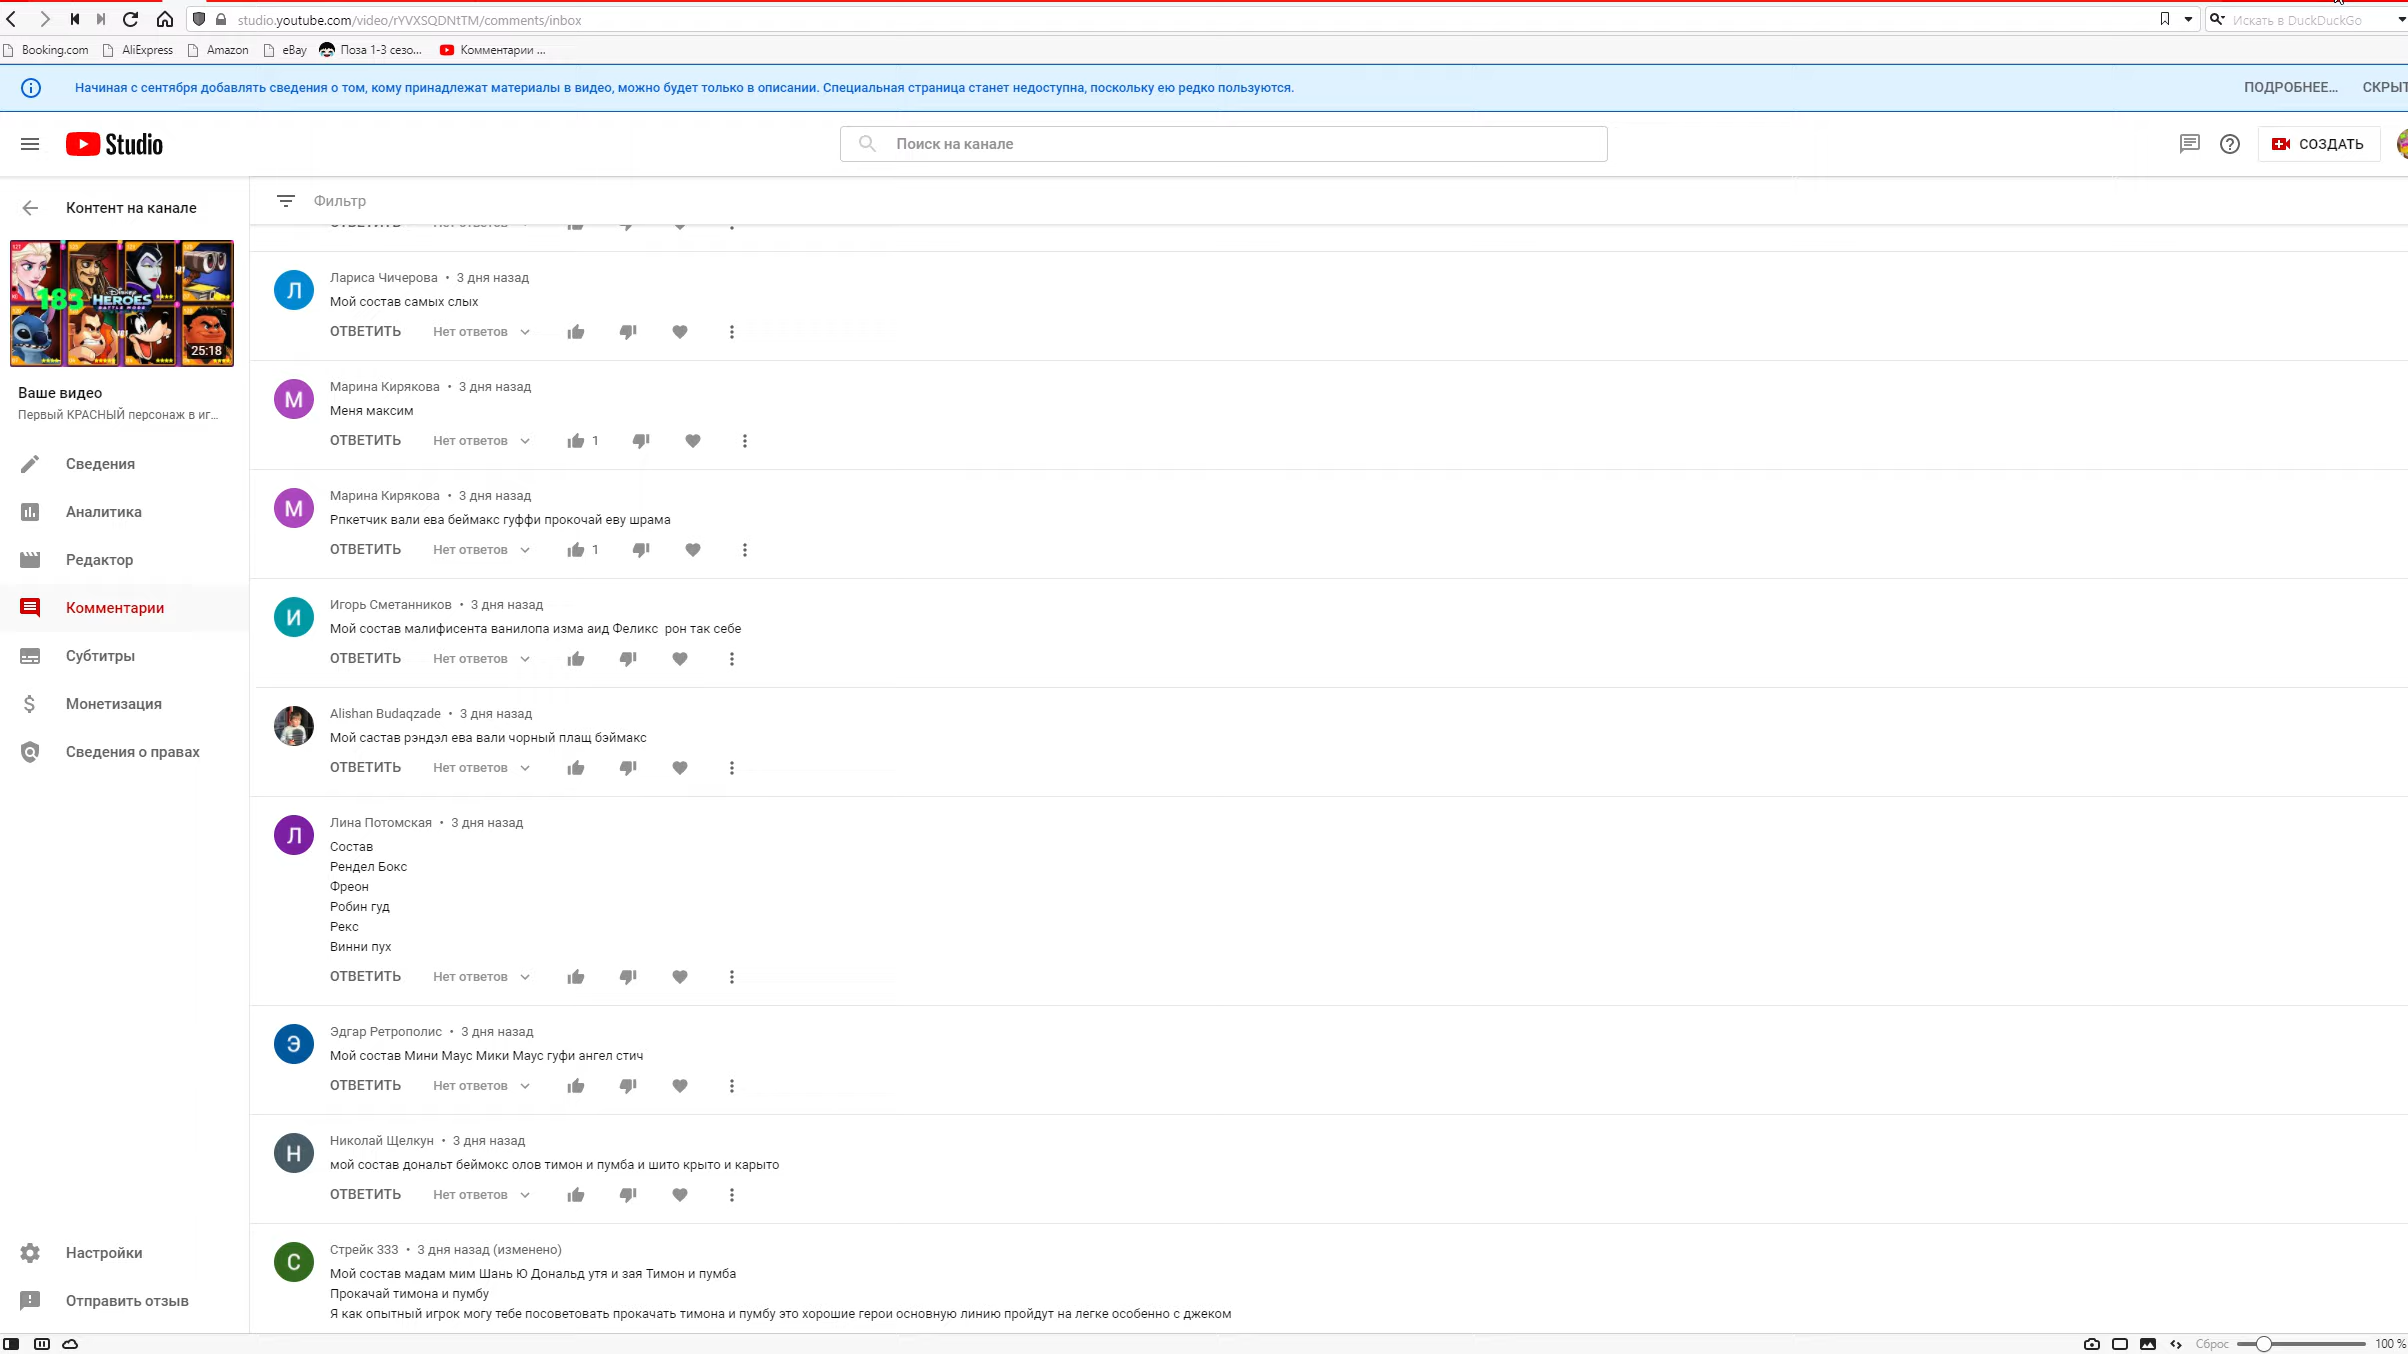 studio.youtube.com/video/rYVXSQDNtTM/comments/inbox
Искать в DuckDuckGo
Booking.com
AliExpress
Amazon
eBay
Поза 1-3 сезо...
Комментарии ...
Начиная с сентября добавлять сведения о том, кому принадлежат материалы в видео, можно будет только в описании. Специальная страница станет недоступна, поскольку ею редко пользуются.
ПОДРОБНЕЕ...
СКРЫТ
Studio
Поиск на канале
СОЗДАТЬ
Контент на канале
183
DISNEY
HEROES
BATTLE MODE
25:18
Ваше видео
Первый КРАСНЫЙ персонаж в иг...
Сведения
Аналитика
Редактор
Комментарии
Субтитры
Монетизация
Сведения о правах
Настройки
Отправить отзыв
Фильтр
ОТВЕТИТЬ Нет ответов
Л
Лариса Чичерова • 3 дня назад
Мой состав самых слых
ОТВЕТИТЬ Нет ответов
М
Марина Кирякова • 3 дня назад
Меня максим
ОТВЕТИТЬ Нет ответов 1
М
Марина Кирякова • 3 дня назад
Рпкетчик вали ева беймакс гуффи прокочай еву шрама
ОТВЕТИТЬ Нет ответов 1
И
Игорь Сметанников • 3 дня назад
Мой состав малифисента ванилопа изма аид Феликс рон так себе
ОТВЕТИТЬ Нет ответов
Alishan Budaqzade • 3 дня назад
Мой састав рэндэл ева вали чорный плащ бэймакс
ОТВЕТИТЬ Нет ответов
Л
Лина Потомская • 3 дня назад
Состав
Рендел Бокс
Фреон
Робин гуд
Рекс
Винни пух
ОТВЕТИТЬ Нет ответов
Э
Эдгар Ретрополис • 3 дня назад
Мой состав Мини Маус Мики Маус гуфи ангел стич
ОТВЕТИТЬ Нет ответов
Н
Николай Щелкун • 3 дня назад
мой состав дональт беймокс олов тимон и пумба и шито крыто и карыто
ОТВЕТИТЬ Нет ответов
С
Стрейк 333 • 3 дня назад (изменено)
Мой состав мадам мим Шань Ю Дональд утя и зая Тимон и пумба
Прокачай тимона и пумбу
Я как опытный игрок могу тебе посоветовать прокачать тимона и пумбу это хорошие герои основную линию пройдут на легке особенно с джеком
Сброс
100 %